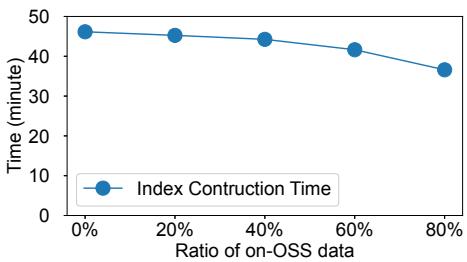 50
40
30
20
10
0
Time (minute)
Index Contruction Time
0% 20% 40% 60% 80%
Ratio of on-OSS data